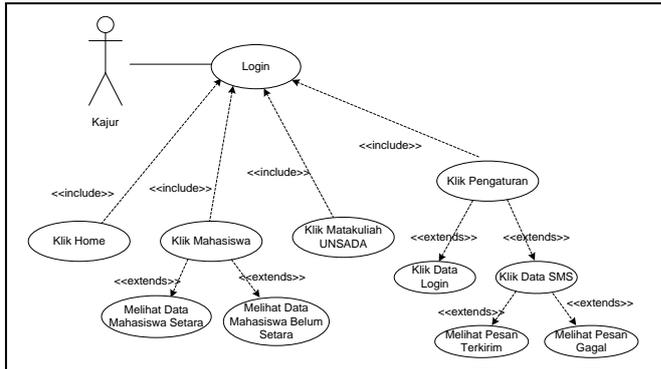 Login
Kajur
<<include>>
<<include>>
<<include>>
<<include>>
Klik Pengaturan
Klik Home
Klik Mahasiswa
Klik Matakuliah
UNSADA
<<extends>>
<<extends>>
Klik Data
Login
Klik Data SMS
<<extends>>
<<extends>>
Melihat Data
Mahasiswa Setara
Melihat Data
Mahasiswa Belum
Setara
<<extends>>
<<extends>>
Melihat Pesan
Terkirim
Melihat Pesan
Gagal